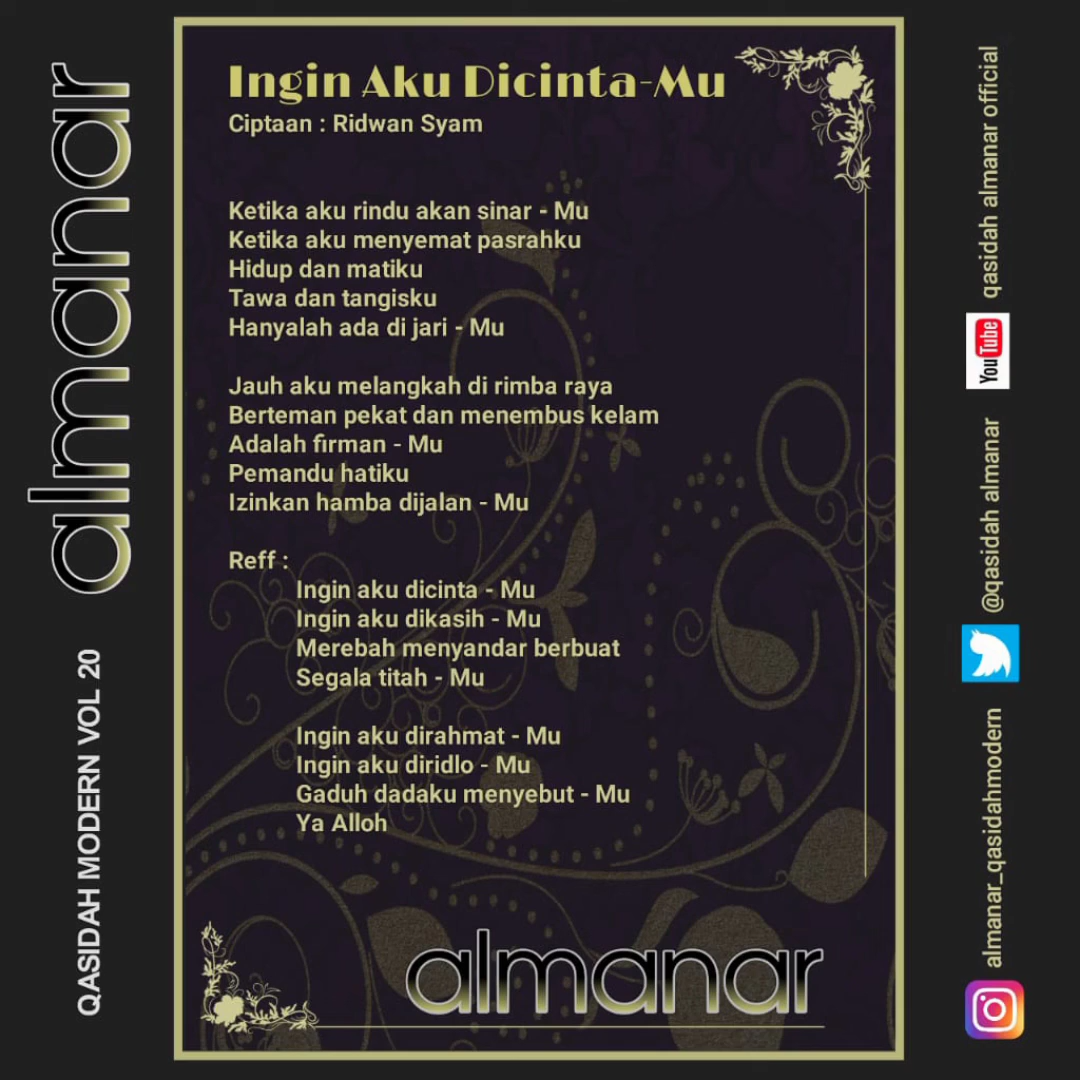 Ingin Aku Dicinta-Mu
Ciptaan : Ridwan Syam
Ketika aku rindu akan sinar - Mu
Ketika aku menyemat pasrahku
Hidup dan matiku
Tawa dan tangisku
Hanyalah ada di jari - Mu
Jauh aku melangkah di rimba raya
Berteman pekat dan menembus kelam
Adalah firman - Mu
Pemandu hatiku
Izinkan hamba dijalan - Mu
Reff :
Ingin aku dicinta - Mu
Ingin aku dikasih - Mu
Merebah menyandar berbuat
Segala titah - Mu
Ingin aku dirahmat - Mu
Ingin aku diridlo - Mu
Gaduh dadaku menyebut - Mu
Ya Alloh
almanar
QASIDAH MODERN VOL 20
almanar
almanar_qasidahmodern
@qasidah almanar
YouTube
qasidah almanar official